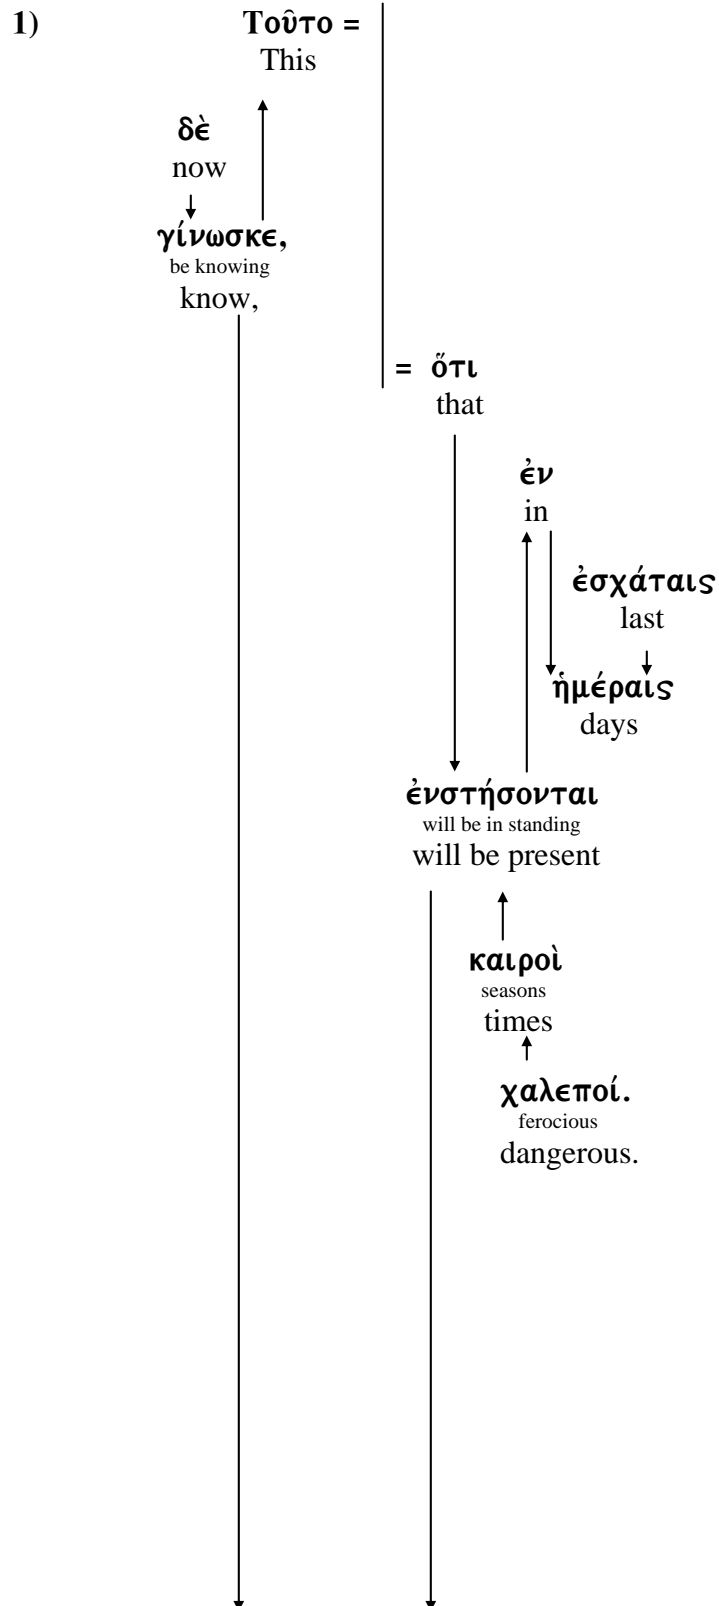 1) Τοῦτο =
This
δὲ
now
γίνωσκε,
be knowing
know,
= ὅτι
that
ἐν
in
ἐσχάταις
last
ἡμέραις
days
ἐνστήσονται
will be in standing
will be present
καιροὶ
seasons
times
χαλεποί.
ferocious
dangerous.